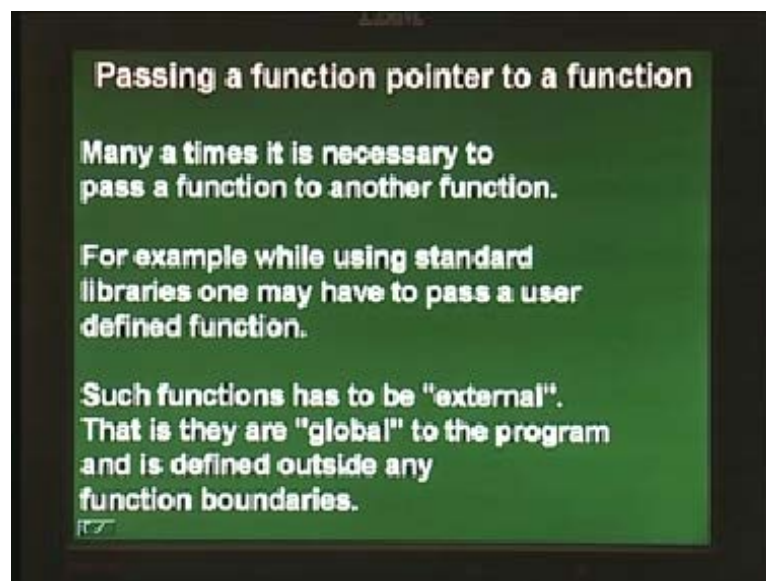 Passing a function pointer to a function
Many a times it is necessary to
pass a function to another function.
For example while using standard
libraries one may have to pass a user
defined function.
Such functions has to be "external".
That is they are "global" to the program
and is defined outside any
function boundaries.